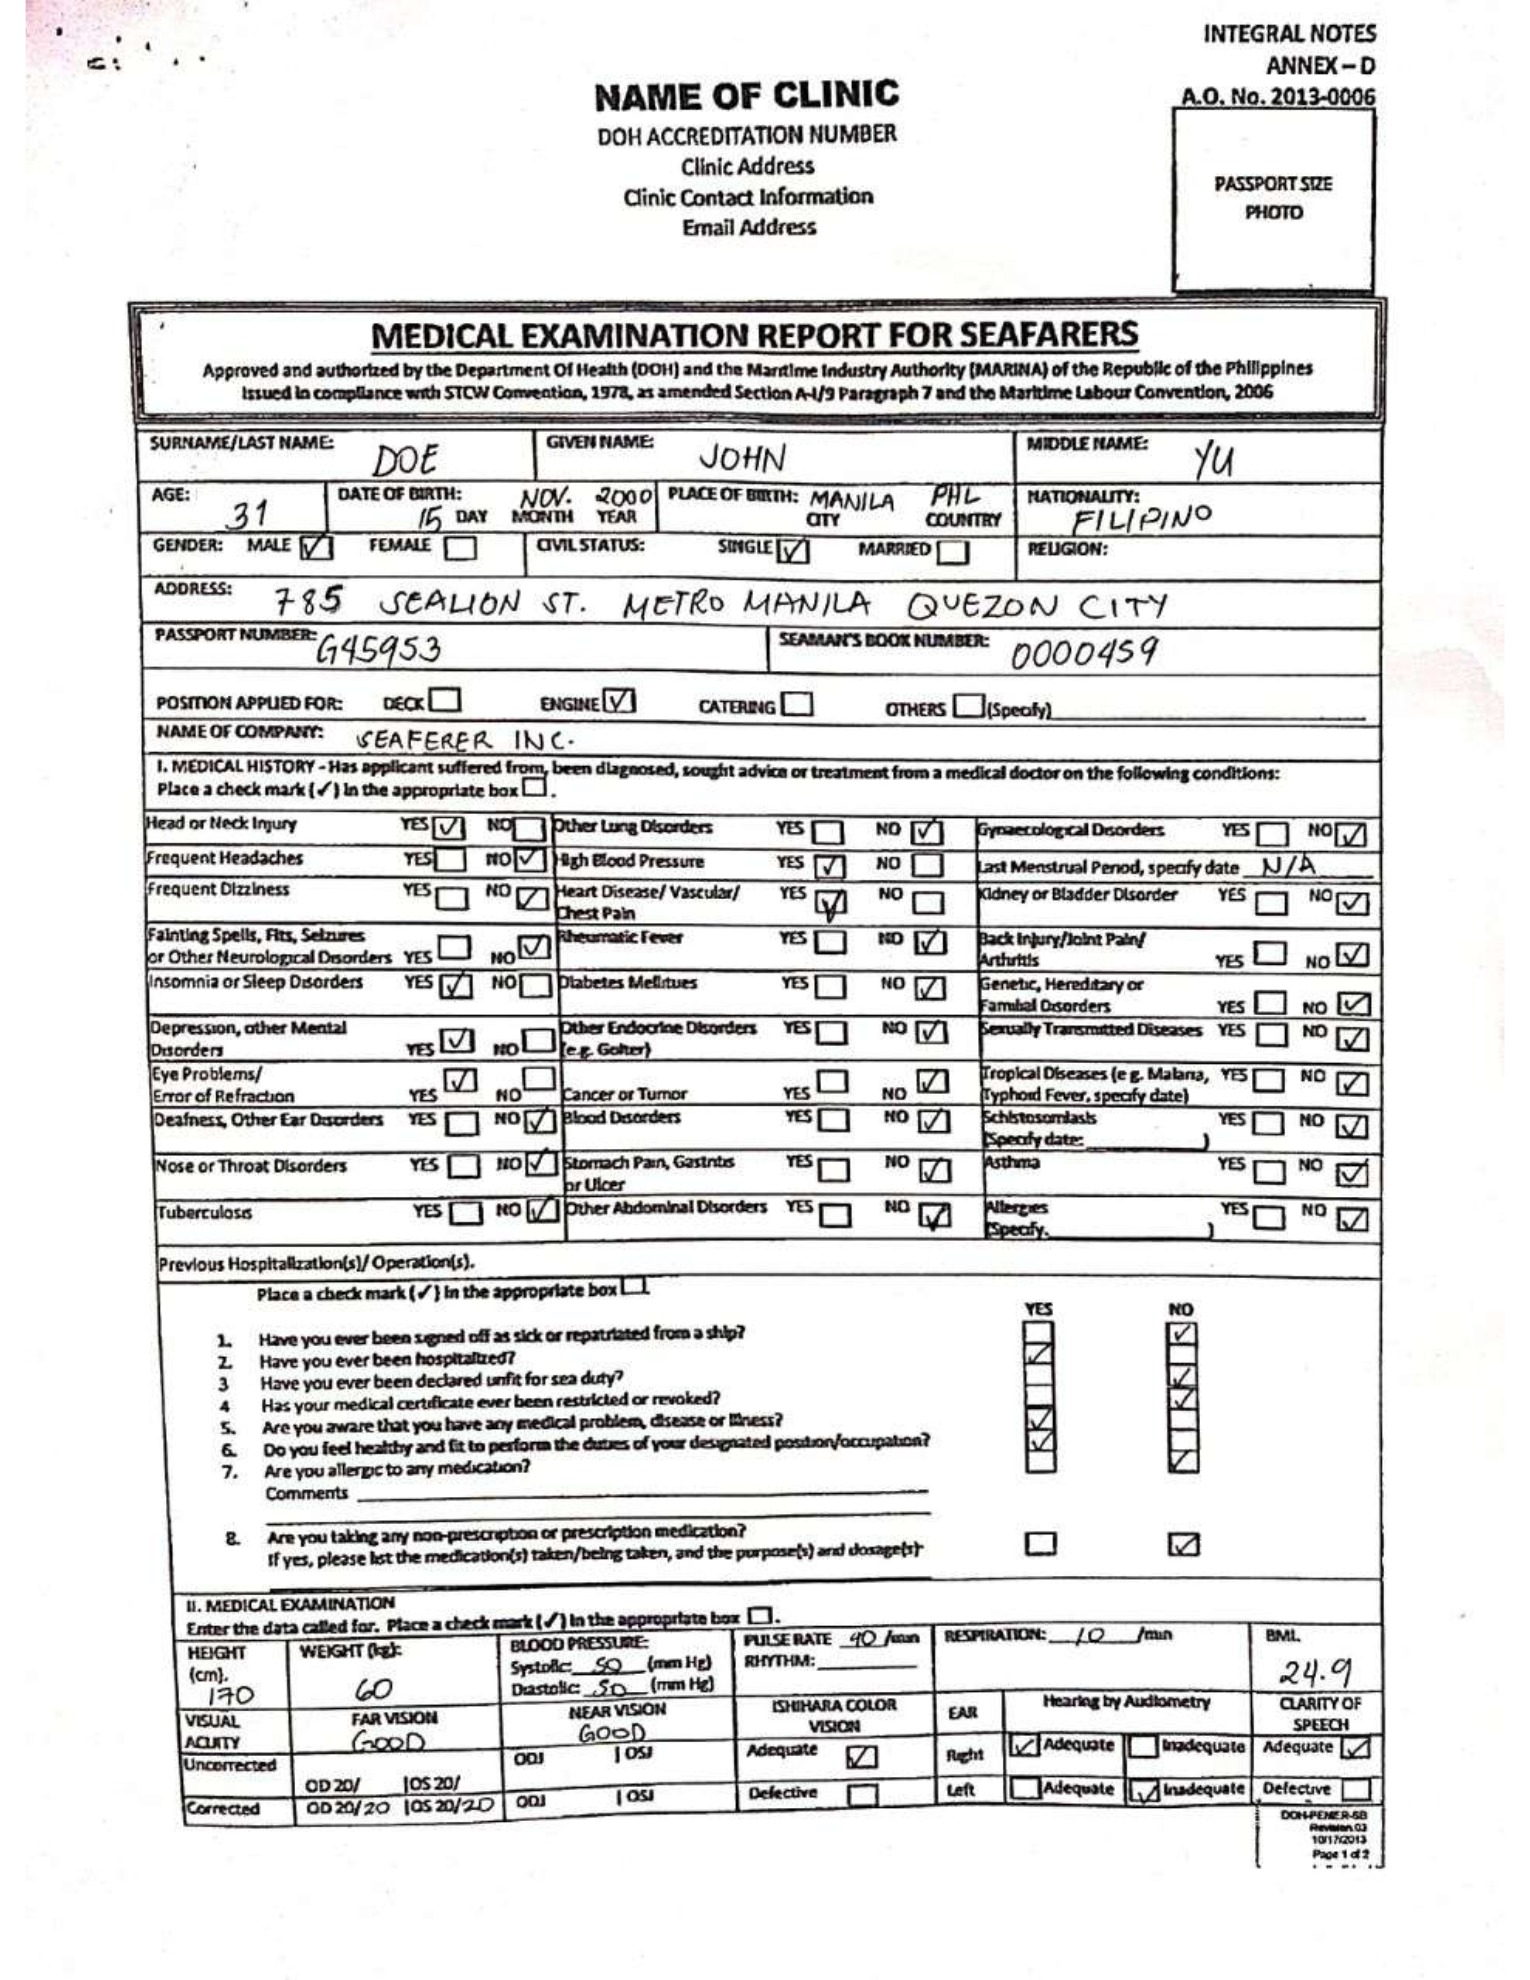 INTEGRAL NOTES
ANNEX – D
A.O. No. 2013-0006
NAME OF CLINIC
DOH ACCREDITATION NUMBER
Clinic Address
Clinic Contact Information
Email Address
PASSPORT SIZE
PHOTO
MEDICAL EXAMINATION REPORT FOR SEAFARERS
Approved and authorized by the Department Of Health (DOH) and the Maritime Industry Authority (MARINA) of the Republic of the Philippines
Issued in compliance with STCW Convention, 1978, as amended Section A-I/9 Paragraph 7 and the Maritime Labour Convention, 2006
SURNAME/LAST NAME: DOE GIVEN NAME: JOHN MIDDLE NAME: YU
AGE: 31 DATE OF BIRTH: 15 DAY NOV. MONTH 2000 YEAR PLACE OF BIRTH: MANILA CITY PHL COUNTRY NATIONALITY: FILIPINO
GENDER: MALE ☑ FEMALE ☐ CIVIL STATUS: SINGLE ☑ MARRIED ☐ RELIGION:
ADDRESS: 785 SEALION ST. METRO MANILA QUEZON CITY
PASSPORT NUMBER: G45953 SEAMAN'S BOOK NUMBER: 0000459
POSITION APPLIED FOR: DECK ☐ ENGINE ☑ CATERING ☐ OTHERS ☐ (Specify)
NAME OF COMPANY: SEAFERER INC.
I. MEDICAL HISTORY - Has applicant suffered from, been diagnosed, sought advice or treatment from a medical doctor on the following conditions:
Place a check mark (✓) in the appropriate box ☐.
Head or Neck Injury YES ☑ NO ☐ Other Lung Disorders YES ☐ NO ☑ Gynaecological Disorders YES ☐ NO ☑
Frequent Headaches YES ☐ NO ☑ High Blood Pressure YES ☑ NO ☐ Last Menstrual Period, specify date N/A
Frequent Dizziness YES ☐ NO ☑ Heart Disease/ Vascular/ Chest Pain YES ☑ NO ☐ Kidney or Bladder Disorder YES ☐ NO ☑
Fainting Spells, Fits, Seizures or Other Neurological Disorders YES ☐ NO ☑ Rheumatic Fever YES ☐ NO ☑ Back Injury/Joint Pain/ Arthritis YES ☐ NO ☑
Insomnia or Sleep Disorders YES ☑ NO ☐ Diabetes Mellitues YES ☐ NO ☑ Genetic, Hereditary or Familial Disorders YES ☐ NO ☑
Depression, other Mental Disorders YES ☑ NO ☐ Other Endocrine Disorders (e.g. Goiter) YES ☐ NO ☑ Sexually Transmitted Diseases YES ☐ NO ☑
Eye Problems/ Error of Refraction YES ☑ NO ☐ Cancer or Tumor YES ☐ NO ☑ Tropical Diseases (e g. Malaria, Typhoid Fever, specify date) YES ☐ NO ☑
Deafness, Other Ear Disorders YES ☐ NO ☑ Blood Disorders YES ☐ NO ☑ Schistosomiasis (Specify date: ) YES ☐ NO ☑
Nose or Throat Disorders YES ☐ NO ☑ Stomach Pain, Gastritis or Ulcer YES ☐ NO ☑ Asthma YES ☐ NO ☑
Tuberculosis YES ☐ NO ☑ Other Abdominal Disorders YES ☐ NO ☑ Allergies (Specify. ) YES ☐ NO ☑
Previous Hospitalization(s)/ Operation(s).
Place a check mark (✓) in the appropriate box ☐
YES NO
1. Have you ever been signed off as sick or repatriated from a ship? ☐ ☑
2. Have you ever been hospitalized? ☑ ☐
3 Have you ever been declared unfit for sea duty? ☐ ☑
4 Has your medical certificate ever been restricted or revoked? ☐ ☑
5. Are you aware that you have any medical problem, disease or illness? ☑ ☐
6. Do you feel healthy and fit to perform the duties of your designated position/occupation? ☑ ☐
7. Are you allergic to any medication? ☐ ☑
Comments
8. Are you taking any non-prescription or prescription medication? ☐ ☑
If yes, please list the medication(s) taken/being taken, and the purpose(s) and dosage(s)
II. MEDICAL EXAMINATION
Enter the data called for. Place a check mark (✓) in the appropriate box ☐.
HEIGHT (cm). 170 WEIGHT (kg): 60 BLOOD PRESSURE: Systolic: 50 (mm Hg) Diastolic: 50 (mm Hg) PULSE RATE 90 /min RHYTHM: RESPIRATION: 10 /min BMI. 24.9
VISUAL ACUITY FAR VISION GOOD NEAR VISION GOOD ISHIHARA COLOR VISION EAR Hearing by Audiometry CLARITY OF SPEECH
Uncorrected OD 20/ |OS 20/ ODJ | OSJ Adequate ☑ Right ☑ Adequate ☐ Inadequate Adequate ☑
Corrected OD 20/20 |OS 20/20 ODJ | OSJ Defective ☐ Left ☐ Adequate ☑ Inadequate Defective ☐
DOH-PEMER-SB
Revision 03
10/17/2013
Page 1 of 2